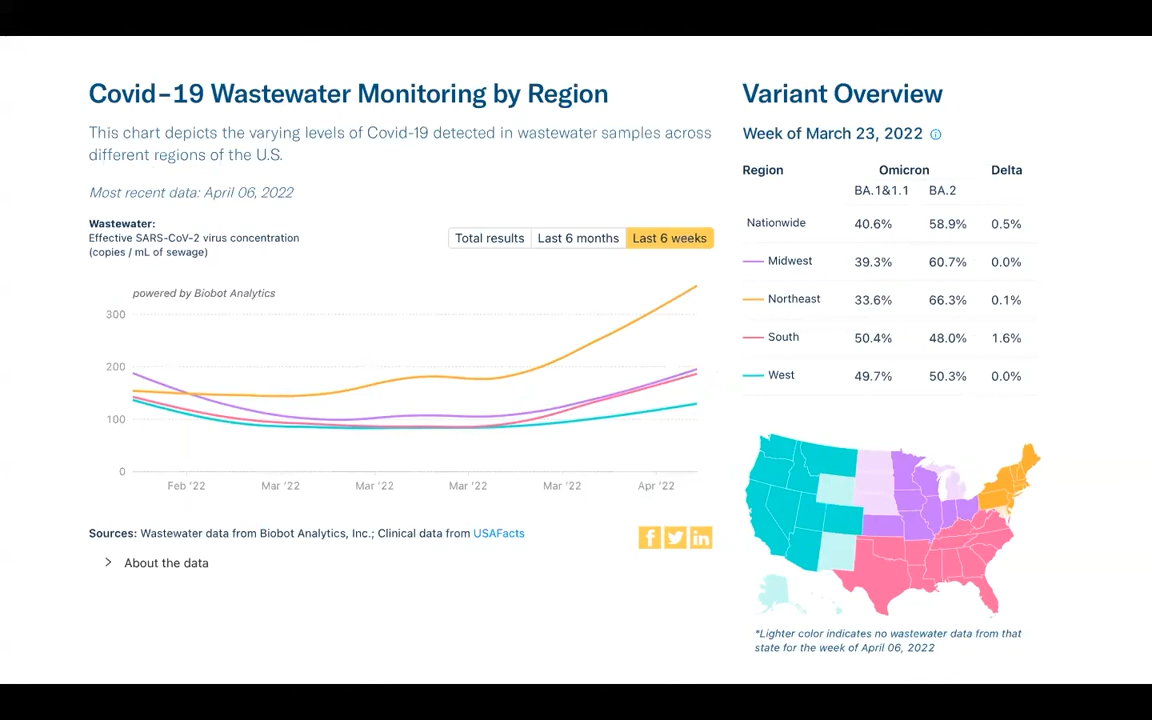 Covid-19 Wastewater Monitoring by Region
This chart depicts the varying levels of Covid-19 detected in wastewater samples across
different regions of the U.S.
Most recent data: April 06, 2022
Wastewater:
Effective SARS-CoV-2 virus concentration
(copies / mL of sewage)
Total results
Last 6 months
Last 6 weeks
powered by Biobot Analytics
300
200
100
0
Feb '22
Mar '22
Mar '22
Mar '22
Mar '22
Apr '22
Sources: Wastewater data from Biobot Analytics, Inc.; Clinical data from USAFacts
About the data
Variant Overview
Week of March 23, 2022
Region Omicron Delta
BA.1&1.1 BA.2
Nationwide 40.6% 58.9% 0.5%
Midwest 39.3% 60.7% 0.0%
Northeast 33.6% 66.3% 0.1%
South 50.4% 48.0% 1.6%
West 49.7% 50.3% 0.0%
*Lighter color indicates no wastewater data from that
state for the week of April 06, 2022